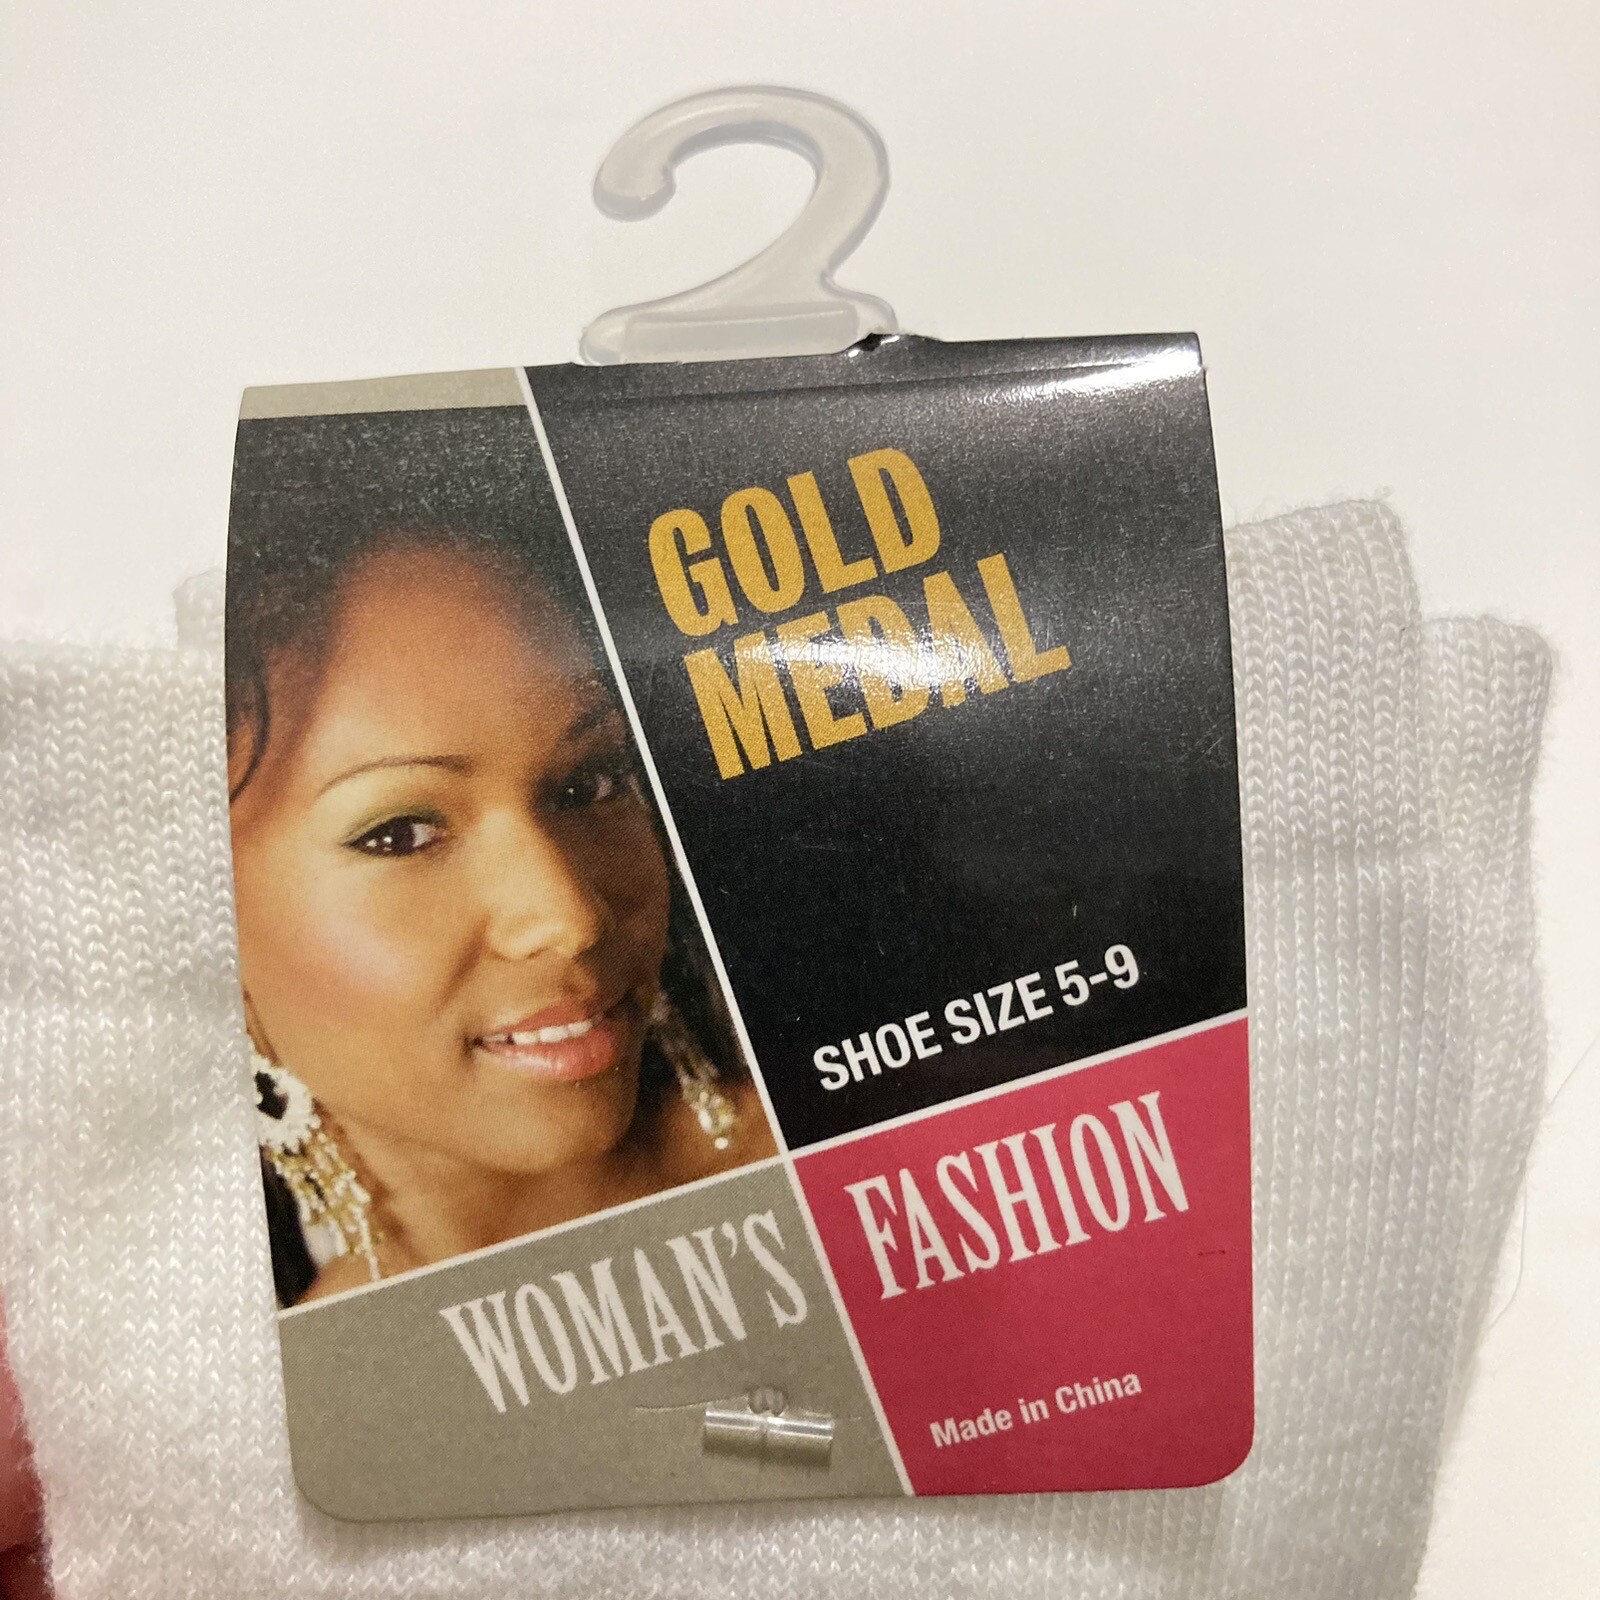 GOLD
MEDAL
SHOE SIZE 5-9
WOMAN'S
FASHION
Made in China